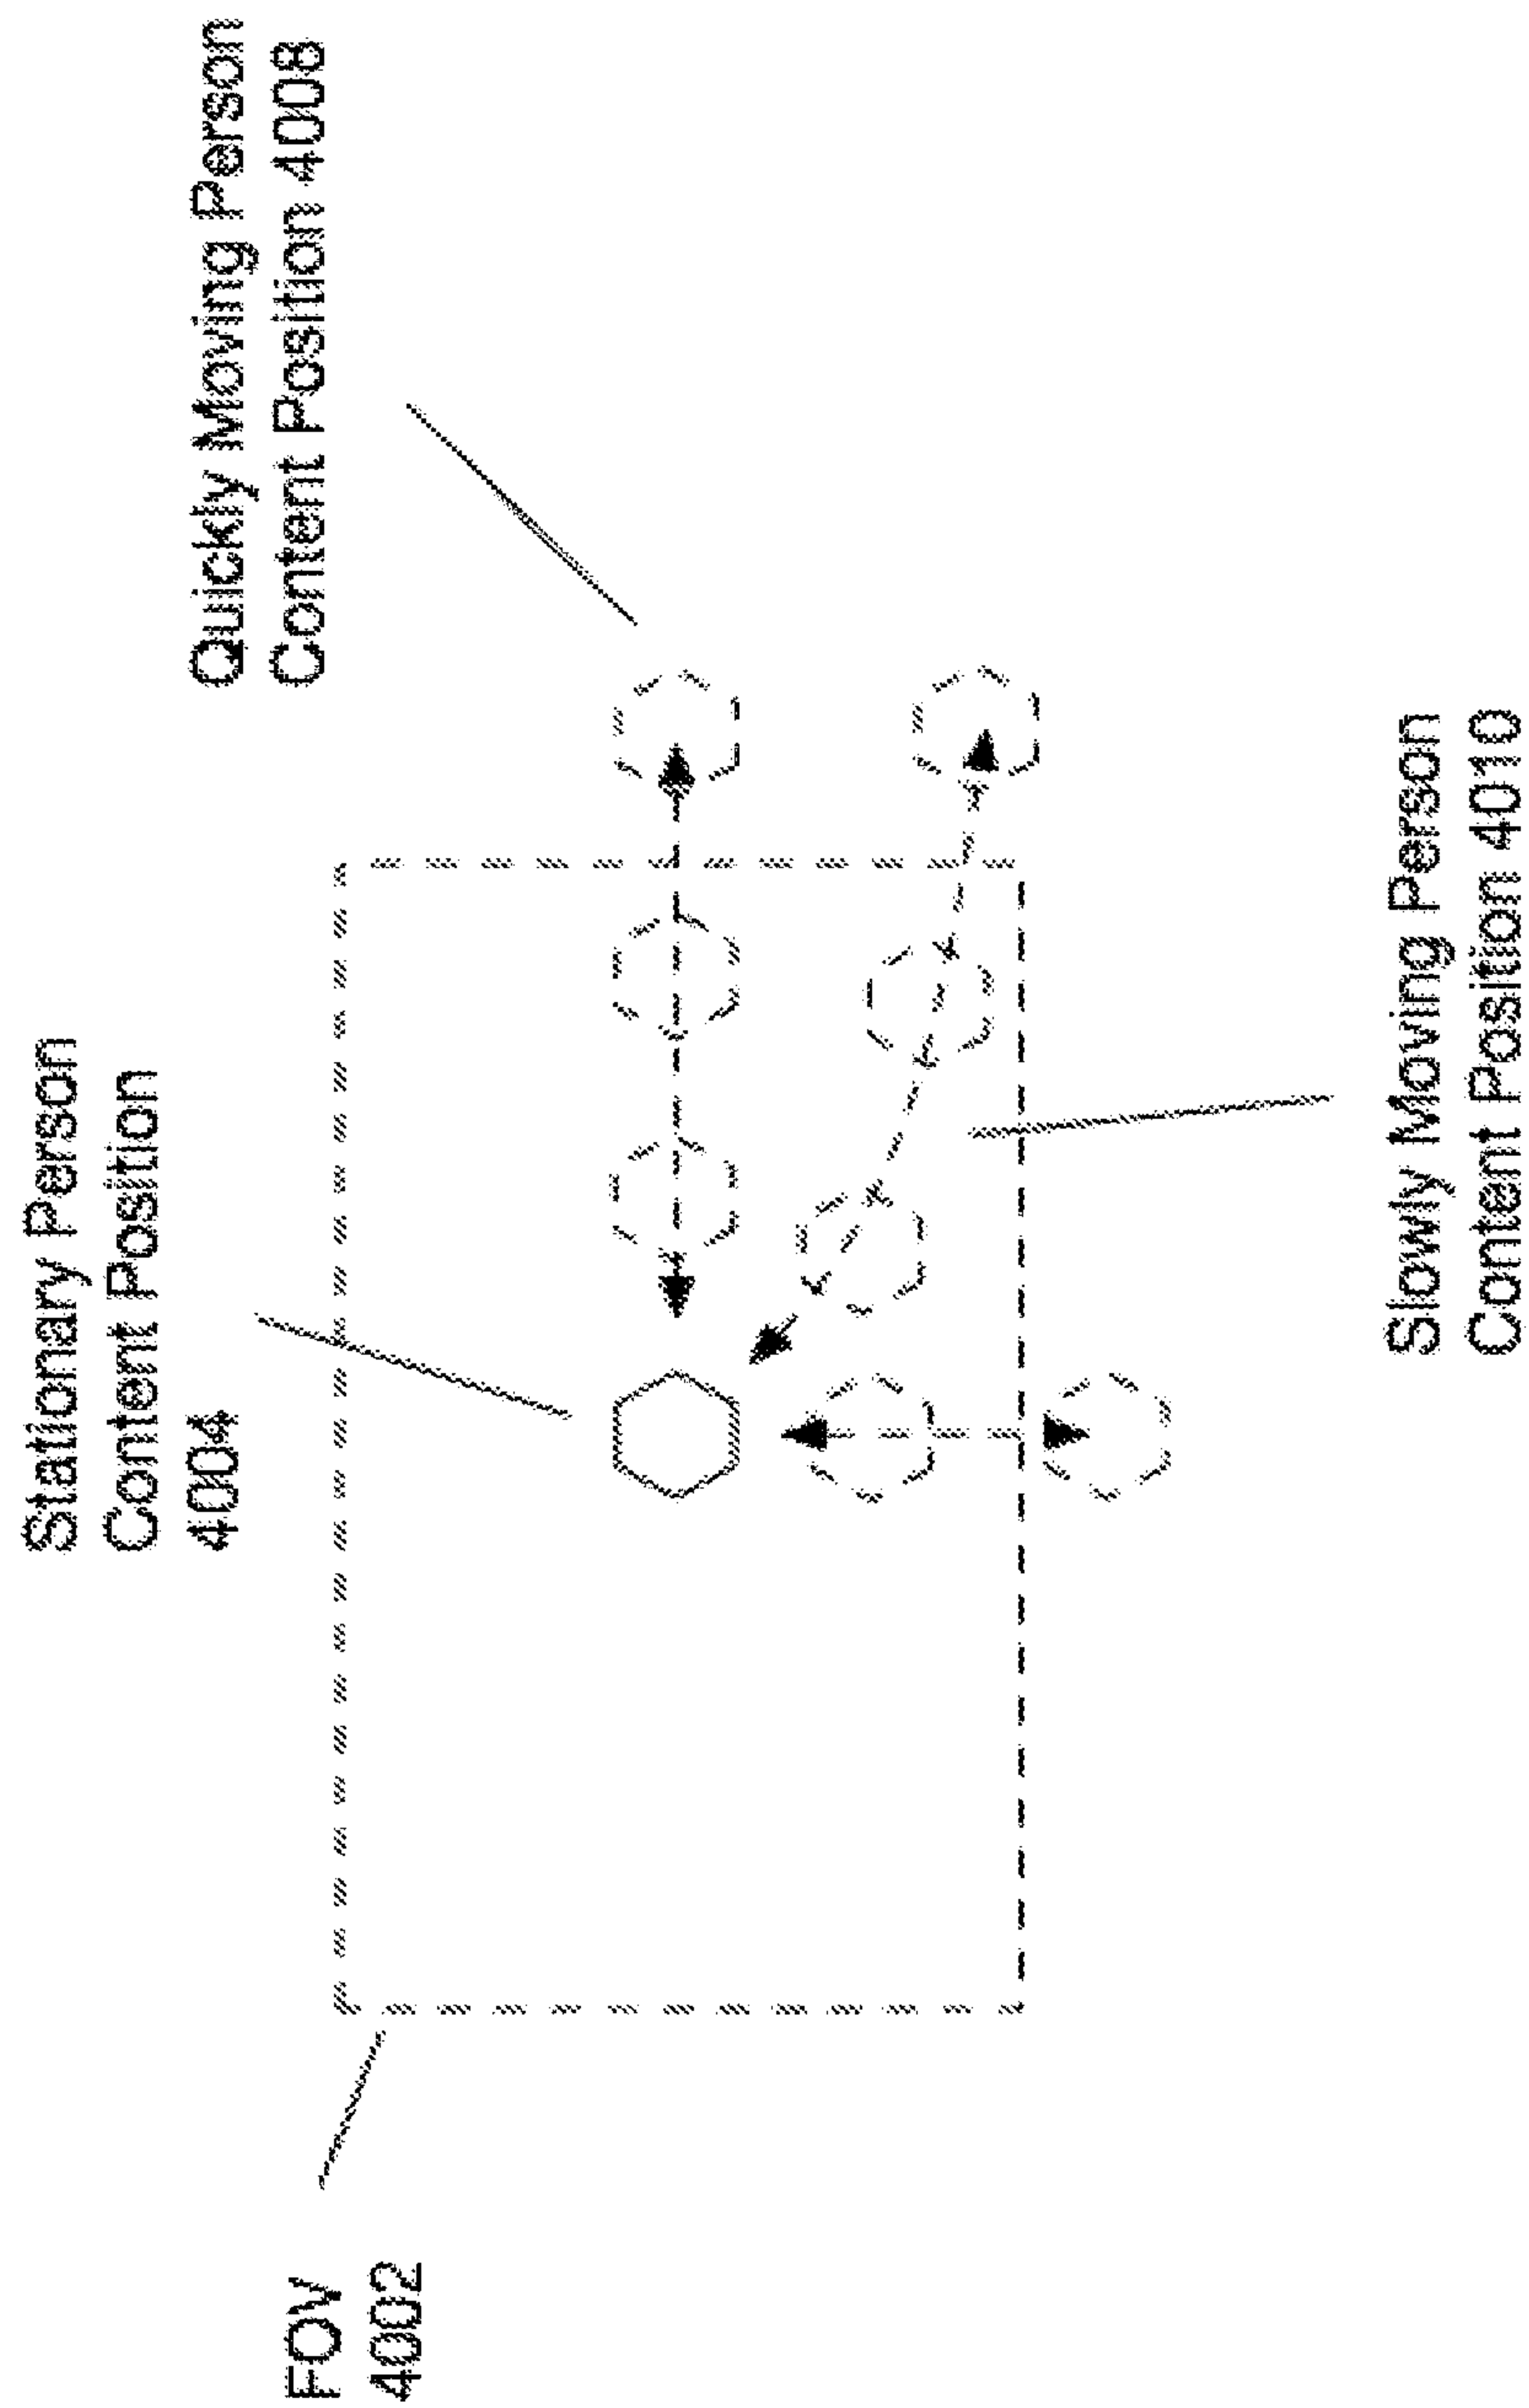 FOV
4002
Stationary Person
Content Position
4004
Quickly Moving Person
Content Position 4008
Slowly Moving Person
Content Position 4010